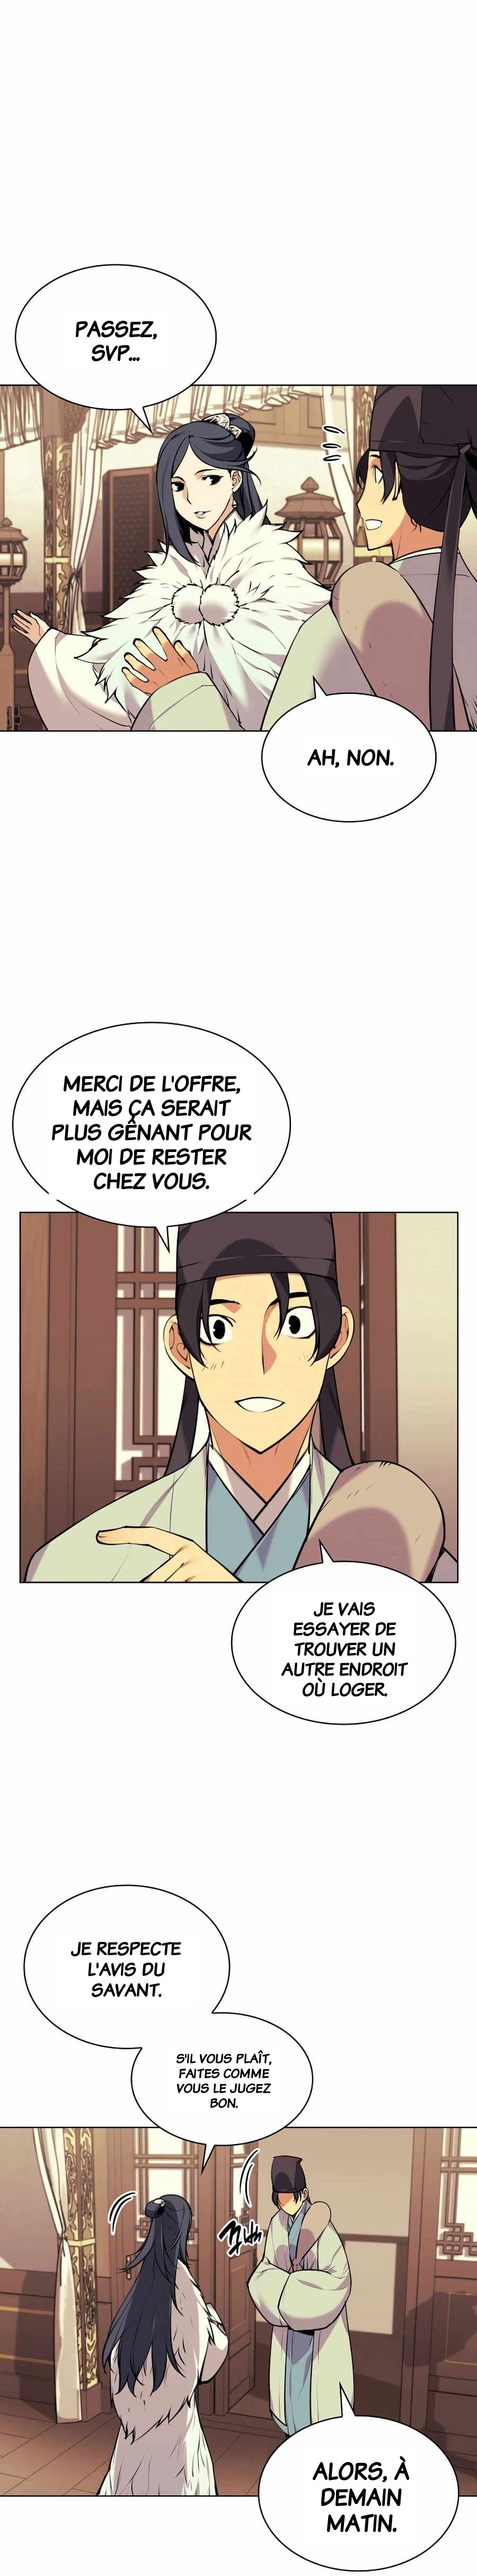 PASSEZ,
SVP...
AH, NON.
MERCI DE L'OFFRE,
MAIS ÇA SERAIT
PLUS GÊNANT POUR
MOI DE RESTER
CHEZ VOUS.
JE VAIS
ESSAYER DE
TROUVER UN
AUTRE ENDROIT
OÙ LOGER.
JE RESPECTE
L'AVIS DU
SAVANT.
S'IL VOUS PLAÎT,
FAITES COMME
VOUS LE JUGEZ
BON.
ALORS, À
DEMAIN
MATIN.